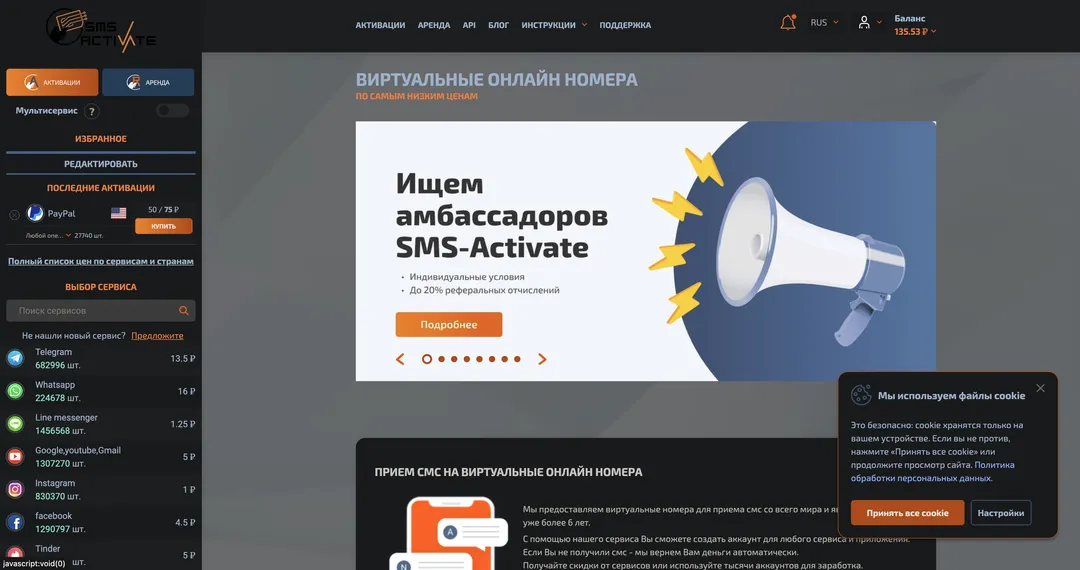 SMS
ACTIVATE
АКТИВАЦИИ
АРЕНДА
API
БЛОГ
ИНСТРУКЦИИ
ПОДДЕРЖКА
RUS
Баланс
135.53 ₽
АКТИВАЦИИ
АРЕНДА
Мультисервис ?
ИЗБРАННОЕ
РЕДАКТИРОВАТЬ
ПОСЛЕДНИЕ АКТИВАЦИИ
PayPal
50 / 75 ₽
КУПИТЬ
Любой опе... 27740 шт.
Полный список цен по сервисам и странам
ВЫБОР СЕРВИСА
Поиск сервисов
Не нашли новый сервис? Предложите
Telegram
682996 шт.
13.5 ₽
Whatsapp
224678 шт.
16 ₽
Line messenger
1456568 шт.
1.25 ₽
Google,youtube,Gmail
1307270 шт.
5 ₽
Instagram
830370 шт.
1 ₽
facebook
1290797 шт.
4.5 ₽
Tinder
шт.
5 ₽
javascript:void(0)
ВИРТУАЛЬНЫЕ ОНЛАЙН НОМЕРА
ПО САМЫМ НИЗКИМ ЦЕНАМ
Ищем
амбассадоров
SMS-Activate
• Индивидуальные условия
• До 20% реферальных отчислений
Подробнее
ПРИЕМ СМС НА ВИРТУАЛЬНЫЕ ОНЛАЙН НОМЕРА
A
N
Мы предоставляем виртуальные номера для приема смс со всего мира и
уже более 6 лет.
С помощью нашего сервиса Вы сможете создать аккаунт для любого сервиса и приложения.
Если Вы не получили смс - мы вернем Вам деньги автоматически.
Получайте скидки от сервисов или используйте тысячи аккаунтов для заработка.
Мы используем файлы cookie
Это безопасно: cookie хранятся только на
вашем устройстве. Если вы не против,
нажмите «Принять все cookie» или
продолжите просмотр сайта. Политика
обработки персональных данных.
Принять все cookie
Настройки